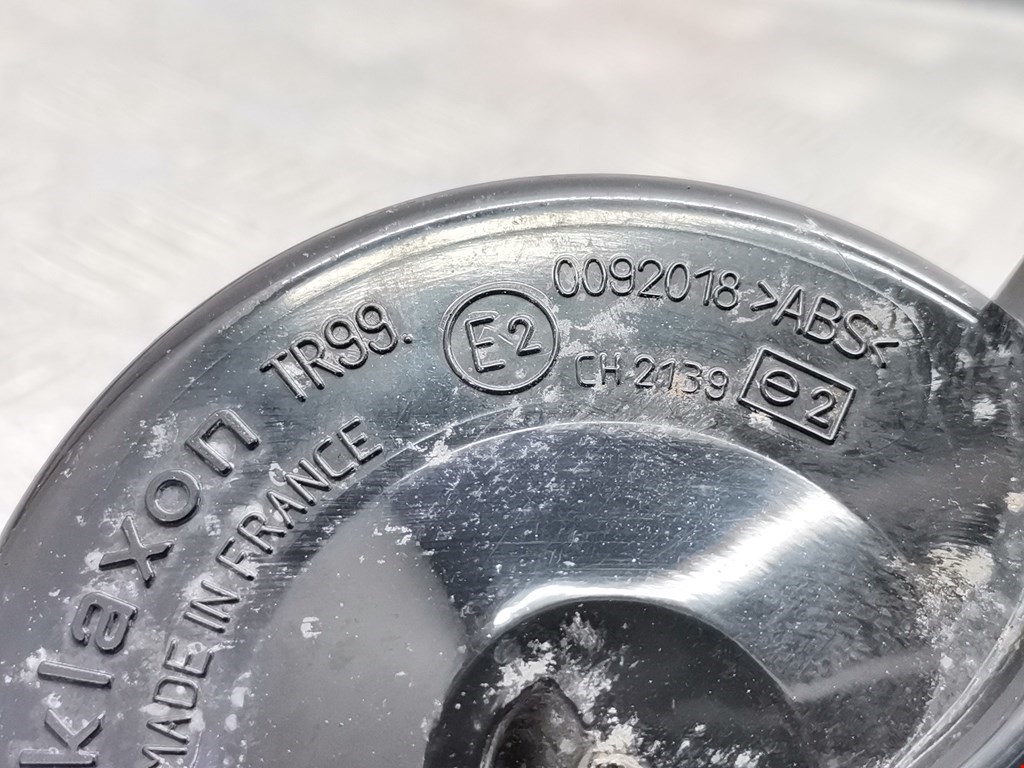 klaxon TR99.
MADE IN FRANCE
E2
0092018 >ABS<
CH 2139 e2